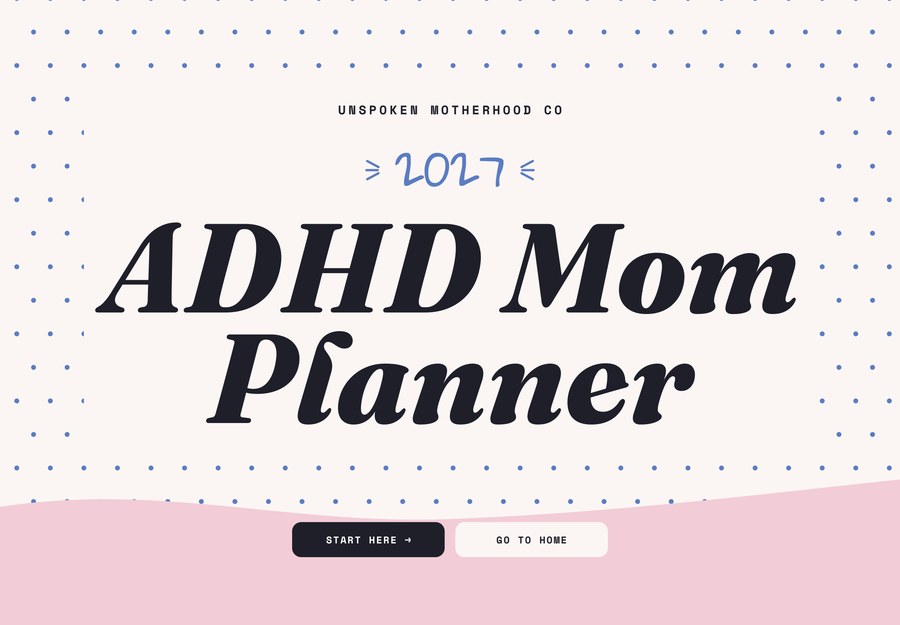 UNSPOKEN MOTHERHOOD CO
2027
ADHD Mom
Planner
START HERE →
GO TO HOME